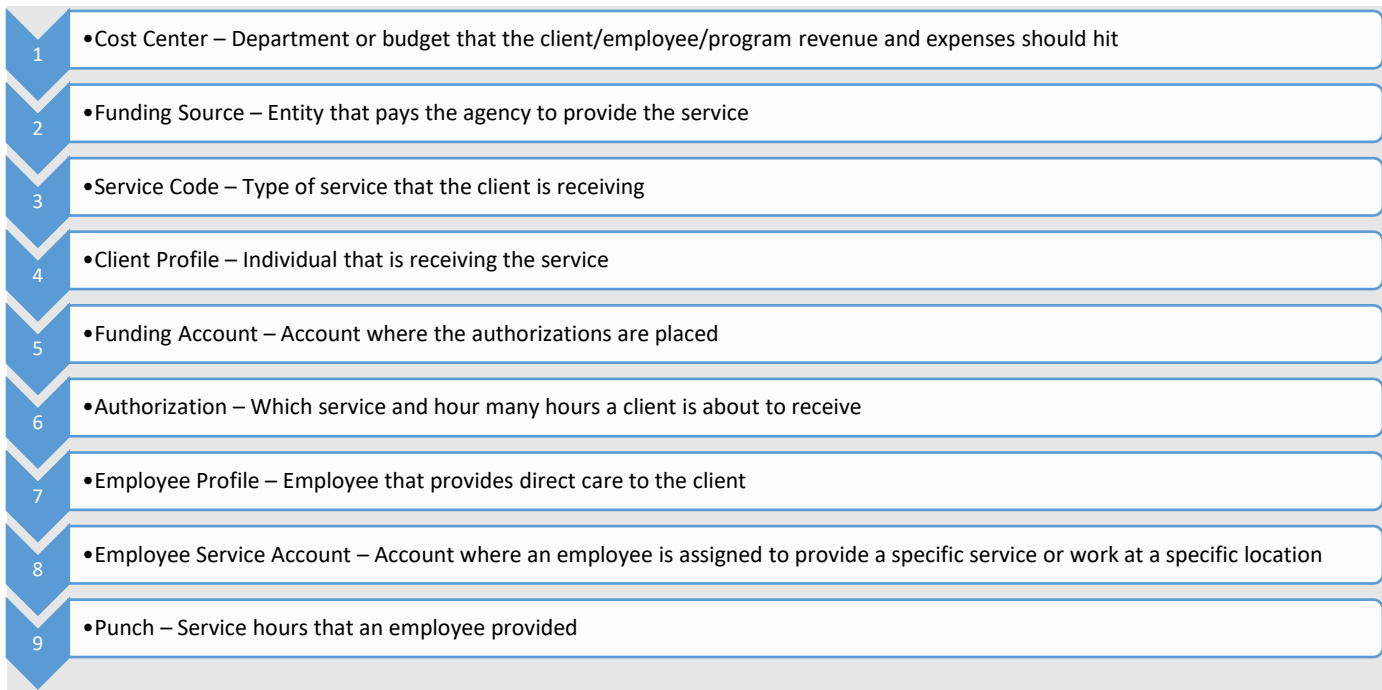 1
•Cost Center – Department or budget that the client/employee/program revenue and expenses should hit
2
•Funding Source – Entity that pays the agency to provide the service
3
•Service Code – Type of service that the client is receiving
4
•Client Profile – Individual that is receiving the service
5
•Funding Account – Account where the authorizations are placed
6
•Authorization – Which service and hour many hours a client is about to receive
7
•Employee Profile – Employee that provides direct care to the client
8
•Employee Service Account – Account where an employee is assigned to provide a specific service or work at a specific location
9
•Punch – Service hours that an employee provided